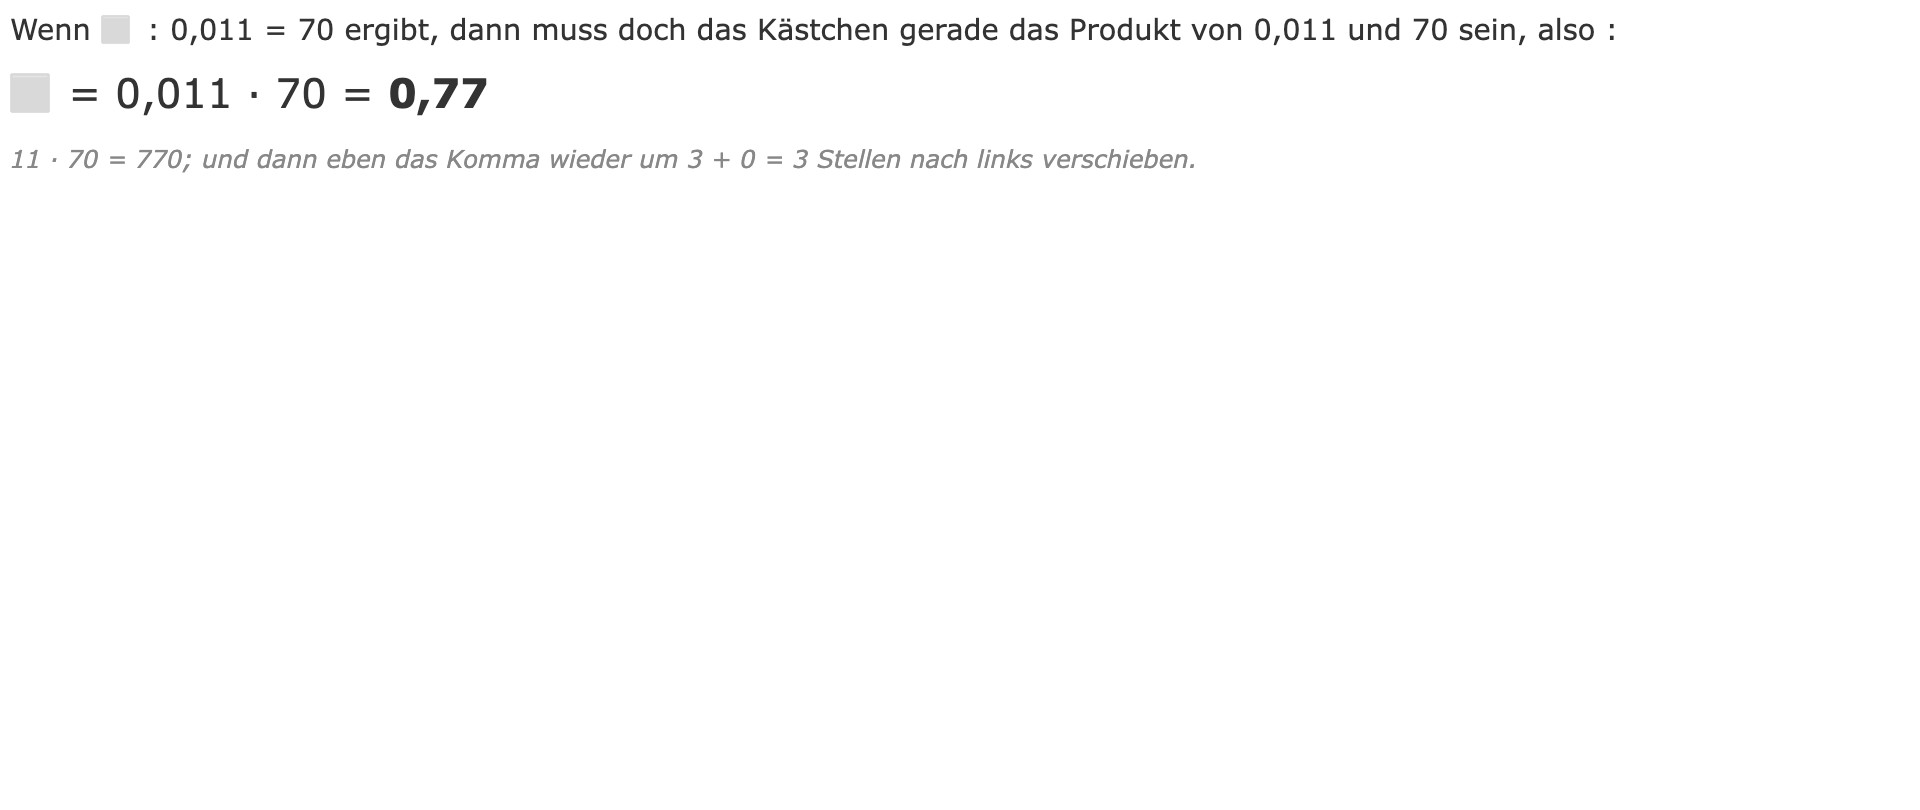 Wenn : 0,011 = 70 ergibt, dann muss doch das Kästchen gerade das Produkt von 0,011 und 70 sein, also :
= 0,011 · 70 = 0,77
11 · 70 = 770; und dann eben das Komma wieder um 3 + 0 = 3 Stellen nach links verschieben.